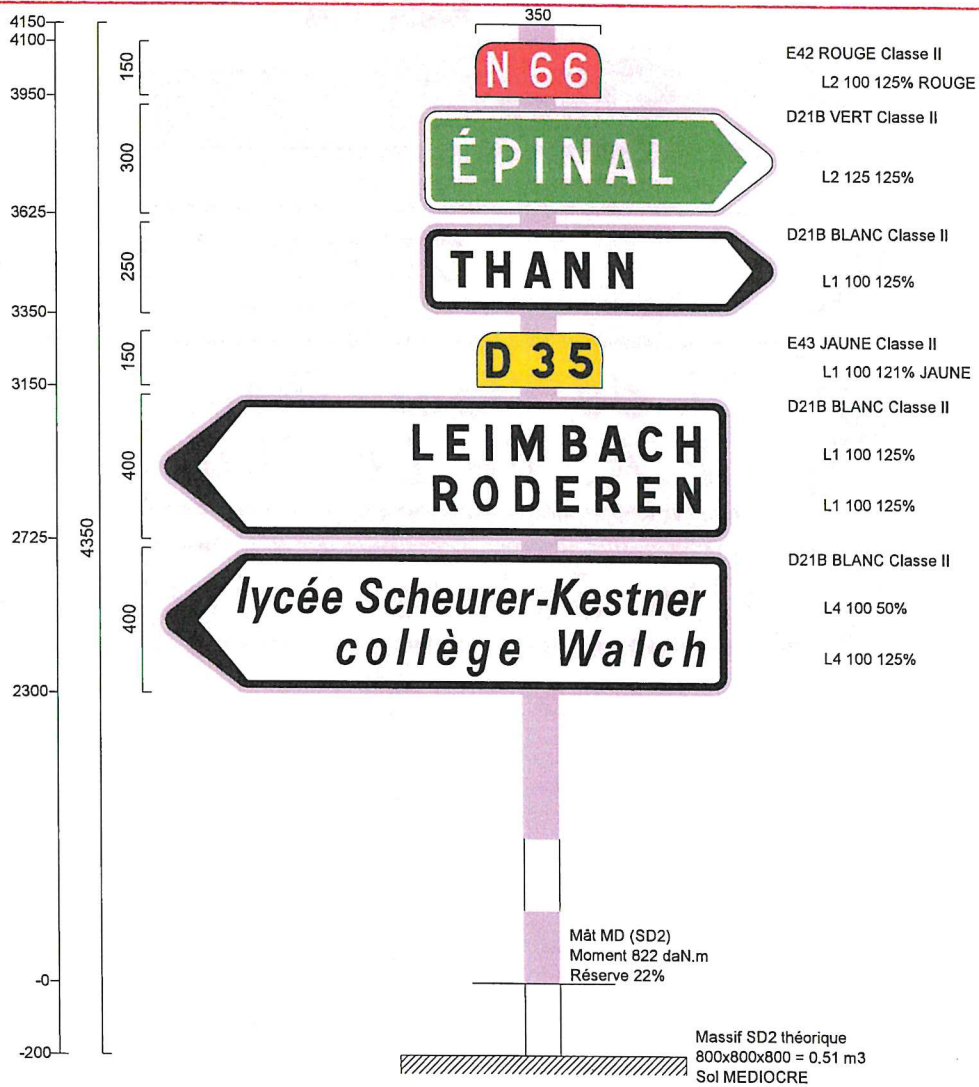 350
4150
4100
150
N 66
E42 ROUGE Classe II
L2 100 125% ROUGE
3950
300
ÉPINAL
D21B VERT Classe II
L2 125 125%
3625
250
THANN
D21B BLANC Classe II
L1 100 125%
3350
150
D 35
E43 JAUNE Classe II
L1 100 121% JAUNE
3150
400
LEIMBACH
RODEREN
D21B BLANC Classe II
L1 100 125%
L1 100 125%
2725
4350
400
lycée Scheurer-Kestner
collège Walch
D21B BLANC Classe II
L4 100 50%
L4 100 125%
2300
Mât MD (SD2)
Moment 822 daN.m
Réserve 22%
-0
-200
Massif SD2 théorique
800x800x800 = 0.51 m3
Sol MEDIOCRE